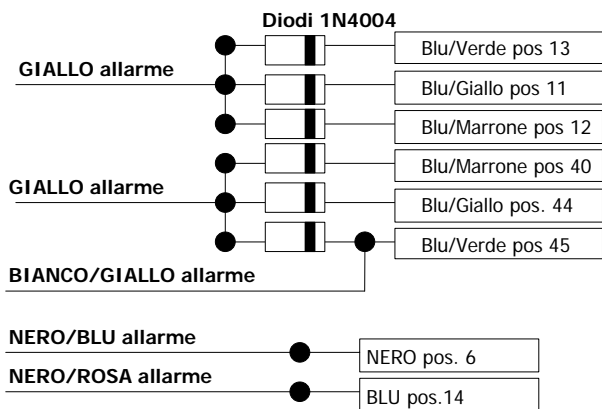 Diodi 1N4004
Blu/Verde pos 13
GIALLO allarme
Blu/Giallo pos 11
Blu/Marrone pos 12
Blu/Marrone pos 40
GIALLO allarme
Blu/Giallo pos. 44
Blu/Verde pos 45
BIANCO/GIALLO allarme
NERO/BLU allarme
NERO pos. 6
NERO/ROSA allarme
BLU pos.14